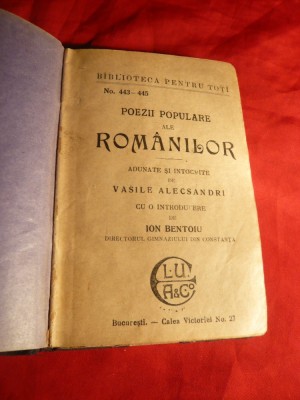 BIBLIOTECA PENTRU TOȚI
No. 443—445
POEZII POPULARE
ALE
ROMÂNILOR
ADUNATE ȘI ÎNTOCMITE
DE
VASILE ALECSANDRI
CU O INTRODUCERE
DE
ION BENTOIU
DIRECTORUL GIMNAZIULUI DIN CONSTANȚA
L. U.
A & Co
București. — Calea Victoriei No. 27